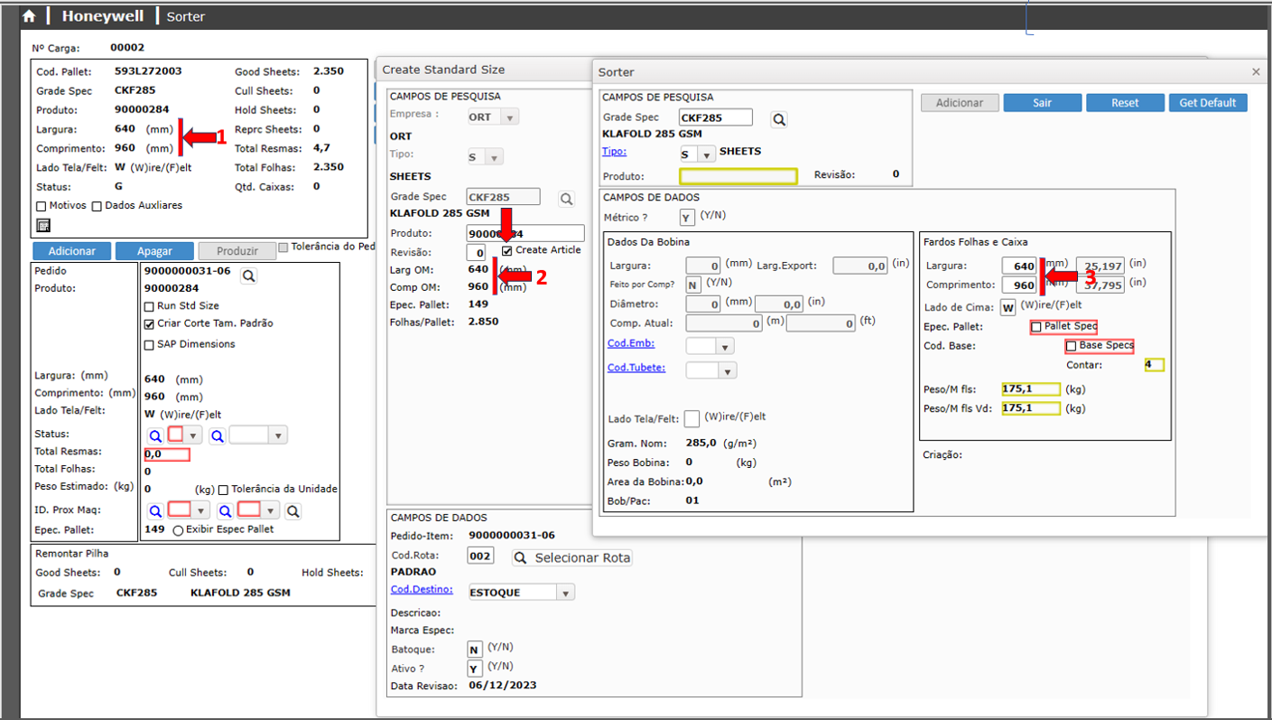 Honeywell | Sorter
Nº Carga: 00002
Cod. Pallet: 593L272003 Good Sheets: 2.350
Grade Spec CKF285 Cull Sheets: 0
Produto: 90000284 Hold Sheets: 0
Largura: 640 (mm) Reprc Sheets: 0
1
Comprimento: 960 (mm) Total Resmas: 4,7
Lado Tela/Felt: W (W)ire/(F)elt Total Folhas: 2.350
Status: G Qtd. Caixas: 0
Motivos Dados Auxliares
Adicionar Apagar Produzir Tolerância do Ped
Pedido 9000000031-06
Produto: 90000284
Run Std Size
Criar Corte Tam. Padrão
SAP Dimensions
Largura: (mm) 640 (mm)
Comprimento: (mm) 960 (mm)
Lado Tela/Felt: W (W)ire/(F)elt
Status:
Total Resmas: 0,0
Total Folhas: 0
Peso Estimado: (kg) 0 (kg) Tolerância da Unidade
ID. Prox Maq:
Epec. Pallet: 149 Exibir Espec Pallet
Remontar Pilha
Good Sheets: 0 Cull Sheets: 0 Hold Sheets:
Grade Spec CKF285 KLAFOLD 285 GSM
Create Standard Size
CAMPOS DE PESQUISA
Empresa : ORT
ORT
Tipo: S
SHEETS
Grade Spec CKF285
KLAFOLD 285 GSM
Produto: 90000284
Revisão: 0 Create Article
Larg OM: 640 (mm)
2
Comp OM: 960 (mm)
Epec. Pallet: 149
Folhas/Pallet: 2.850
CAMPOS DE DADOS
Pedido-Item: 9000000031-06
Cod.Rota: 002 Selecionar Rota
PADRAO
Cod.Destino: ESTOQUE
Descricao:
Marca Espec:
Batoque: N (Y/N)
Ativo ? Y (Y/N)
Data Revisao: 06/12/2023
Sorter ×
CAMPOS DE PESQUISA
Adicionar Sair Reset Get Default
Grade Spec CKF285
KLAFOLD 285 GSM
Tipo: S SHEETS
Produto: Revisão: 0
CAMPOS DE DADOS
Métrico ? Y (Y/N)
Dados Da Bobina
Largura: 0 (mm) Larg.Export: 0,0 (in)
Feito por Comp? N (Y/N)
Diâmetro: 0 (mm) 0,0 (in)
Comp. Atual: 0 (m) 0 (ft)
Cod.Emb:
Cod.Tubete:
Lado Tela/Felt: (W)ire/(F)elt
Gram. Nom: 285,0 (g/m²)
Peso Bobina: 0 (kg)
Area da Bobina: 0,0 (m²)
Bob/Pac: 01
Fardos Folhas e Caixa
Largura: 640 (mm) 25,197 (in)
3
Comprimento: 960 (mm) 37,795 (in)
Lado de Cima: W (W)ire/(F)elt
Epec. Pallet: Pallet Spec
Cod. Base: Base Specs
Contar: 4
Peso/M fls: 175,1 (kg)
Peso/M fls Vd: 175,1 (kg)
Criação: